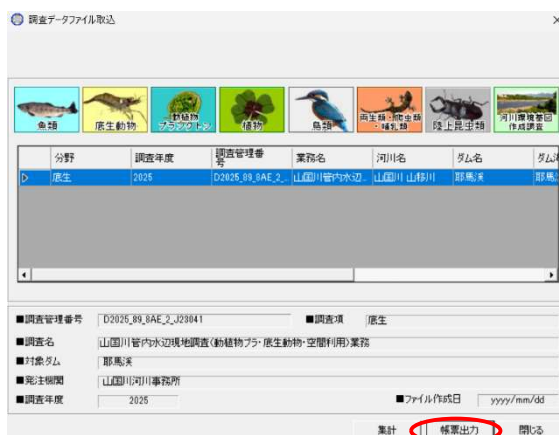 調査データファイル取込
魚類 底生動物 動植物プランクトン 植物 鳥類 両生類・爬虫類・哺乳類 陸上昆虫類 河川環境基図作成調査
分野 調査年度 調査管理番号 業務名 河川名 ダム名
底生 2025 D2025_89_8AE_2_... 山国川管内水辺... 山国川 山移川 耶馬渓
■調査管理番号 D2025_89_8AE_2_J23041 ■調査項 底生
■調査名 山国川管内水辺現地調査(動植物プラ・底生動物・空間利用)業務
■対象ダム 耶馬渓
■発注機関 山国川河川事務所
■調査年度 2025 ■ファイル作成日 yyyy/mm/dd
集計 帳票出力 閉じる